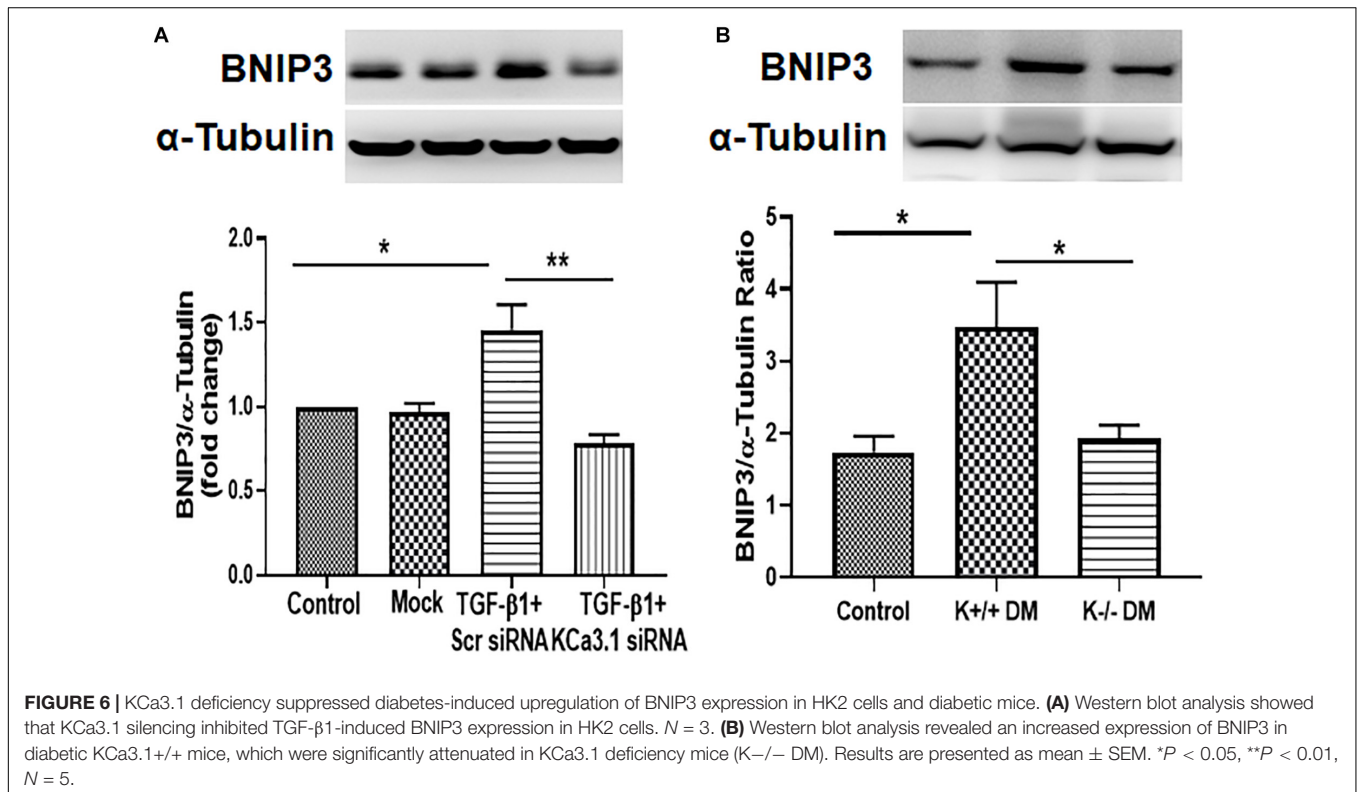 A
BNIP3
α-Tubulin
BNIP3/α-Tubulin
(fold change)
2.0
1.5
1.0
0.5
0.0
*
**
Control Mock TGF-β1+ TGF-β1+
Scr siRNA KCa3.1 siRNA
B
BNIP3
α-Tubulin
BNIP3/α-Tubulin Ratio
5
4
3
2
1
0
*
*
Control K+/+ DM K-/- DM
FIGURE 6 | KCa3.1 deficiency suppressed diabetes-induced upregulation of BNIP3 expression in HK2 cells and diabetic mice. (A) Western blot analysis showed
that KCa3.1 silencing inhibited TGF-β1-induced BNIP3 expression in HK2 cells. N = 3. (B) Western blot analysis revealed an increased expression of BNIP3 in
diabetic KCa3.1+/+ mice, which were significantly attenuated in KCa3.1 deficiency mice (K−/− DM). Results are presented as mean ± SEM. *P < 0.05, **P < 0.01,
N = 5.